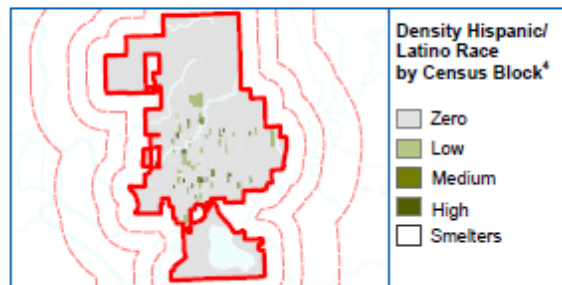 Density Hispanic/
Latino Race
by Census Block⁴
Zero
Low
Medium
High
Smelters